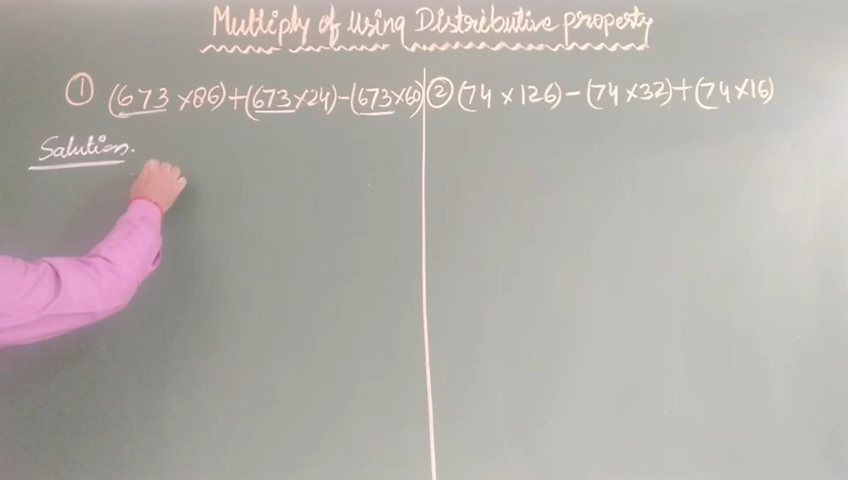 Multiply of Using Distributive property
① (673 ×86)+(673×24)-(673×60)
② (74 ×126)-(74×32)+(74×16)
Solution.